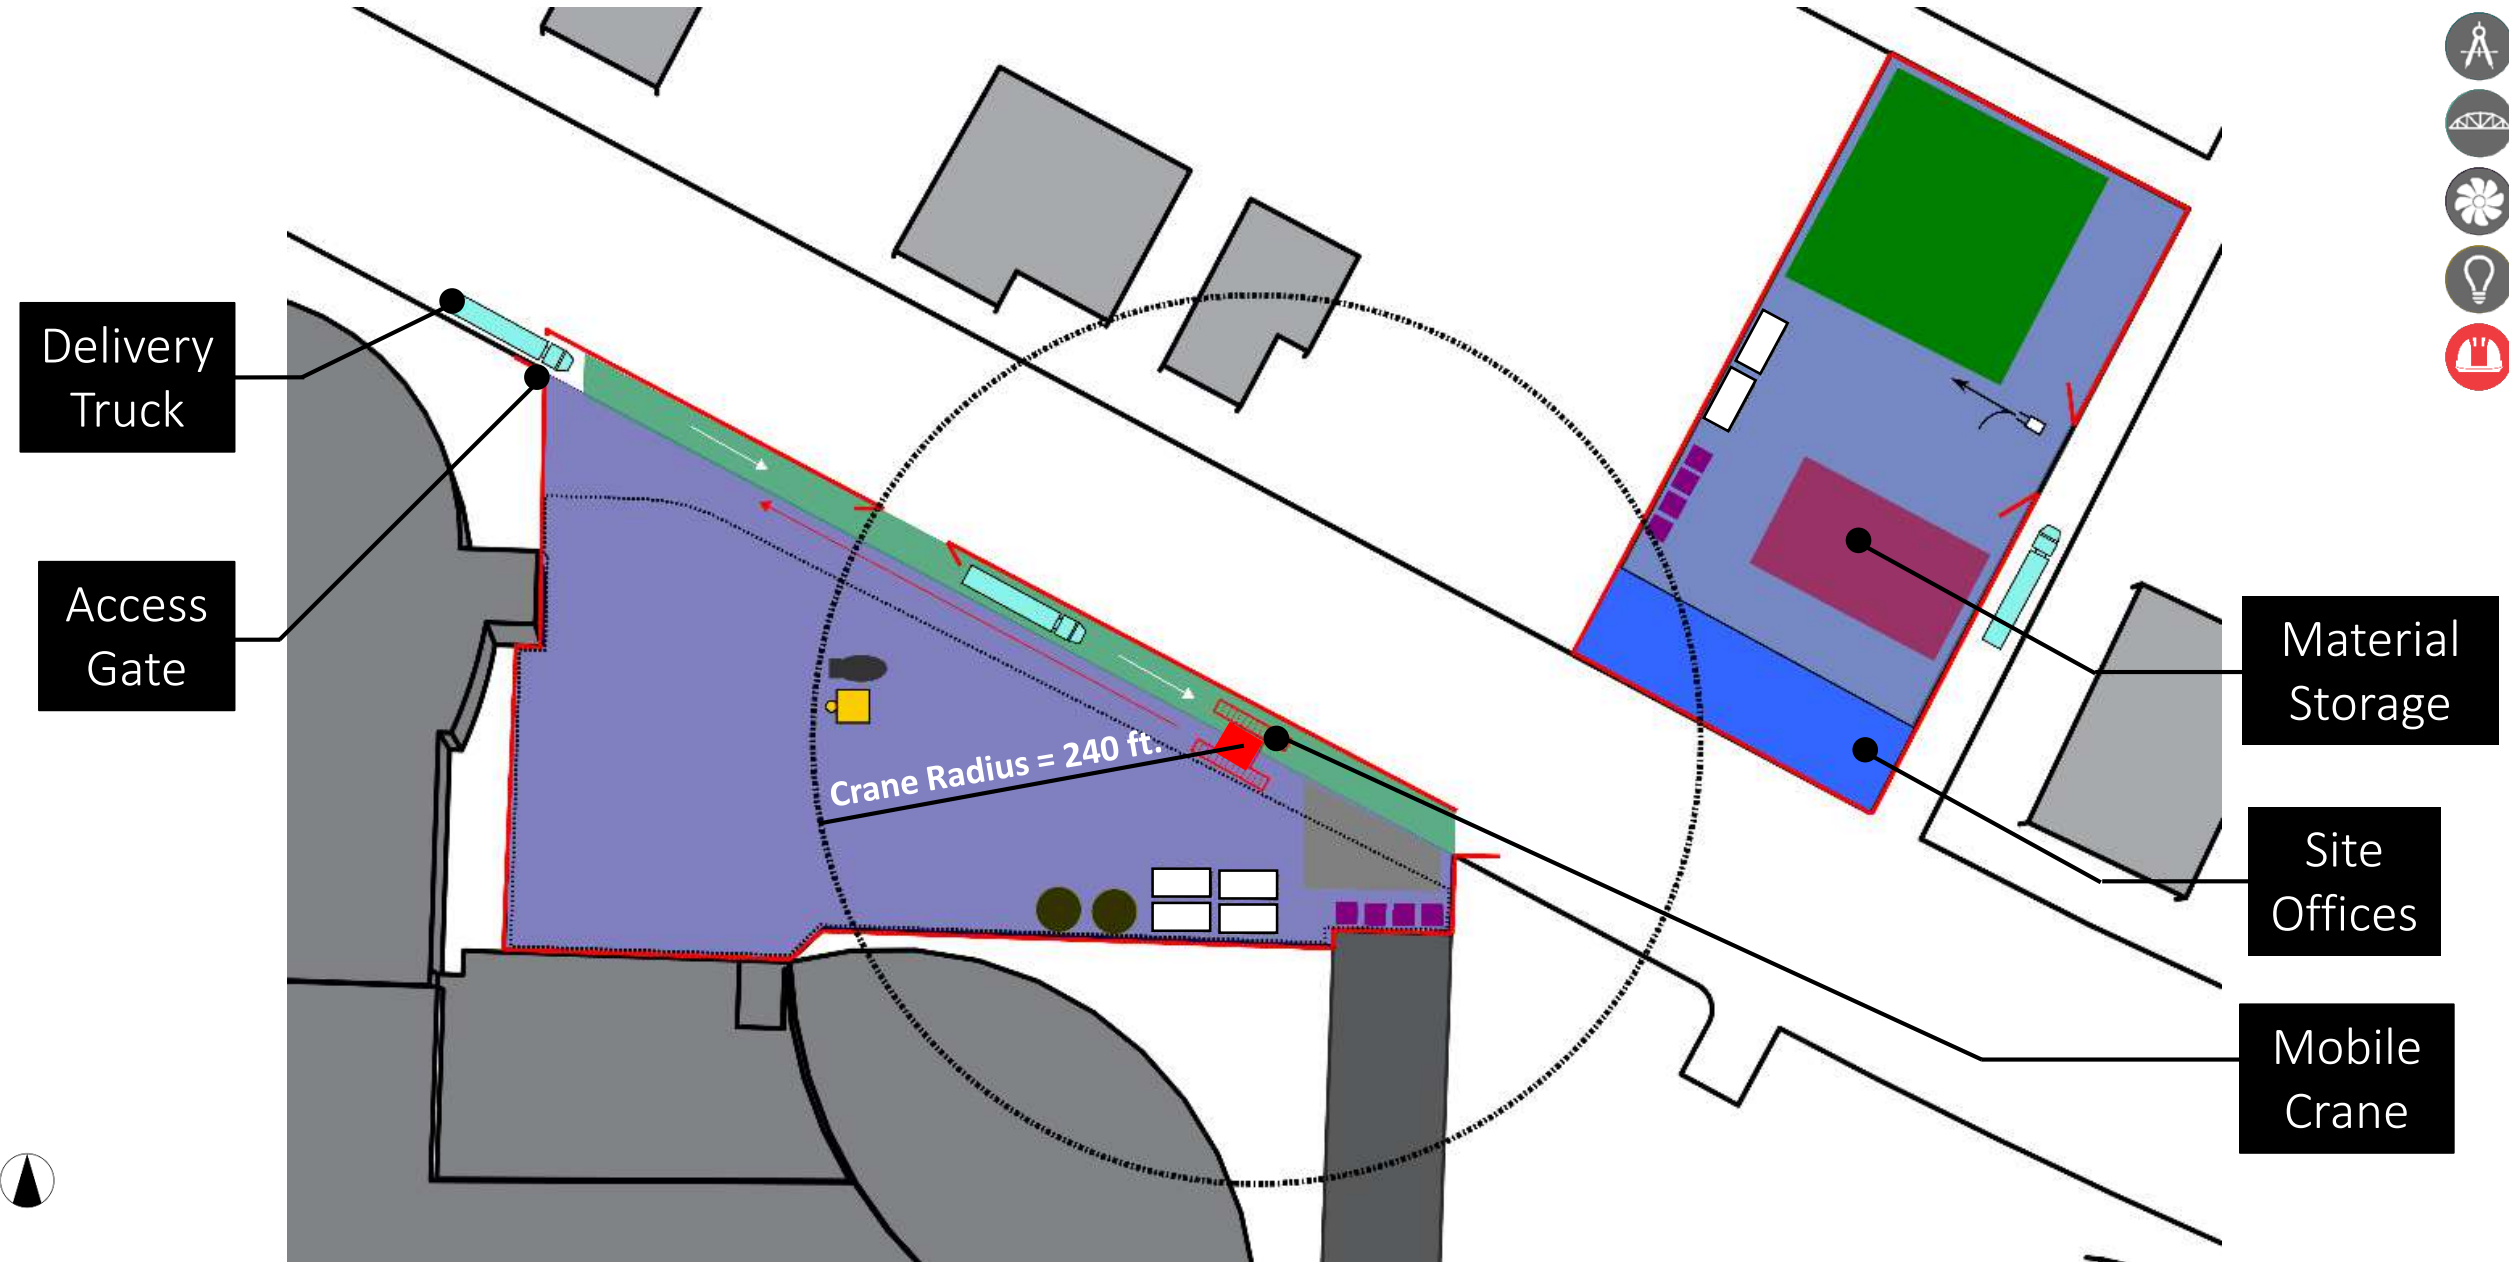 Delivery
Truck
Access
Gate
Crane Radius = 240 ft.
Material
Storage
Site
Offices
Mobile
Crane